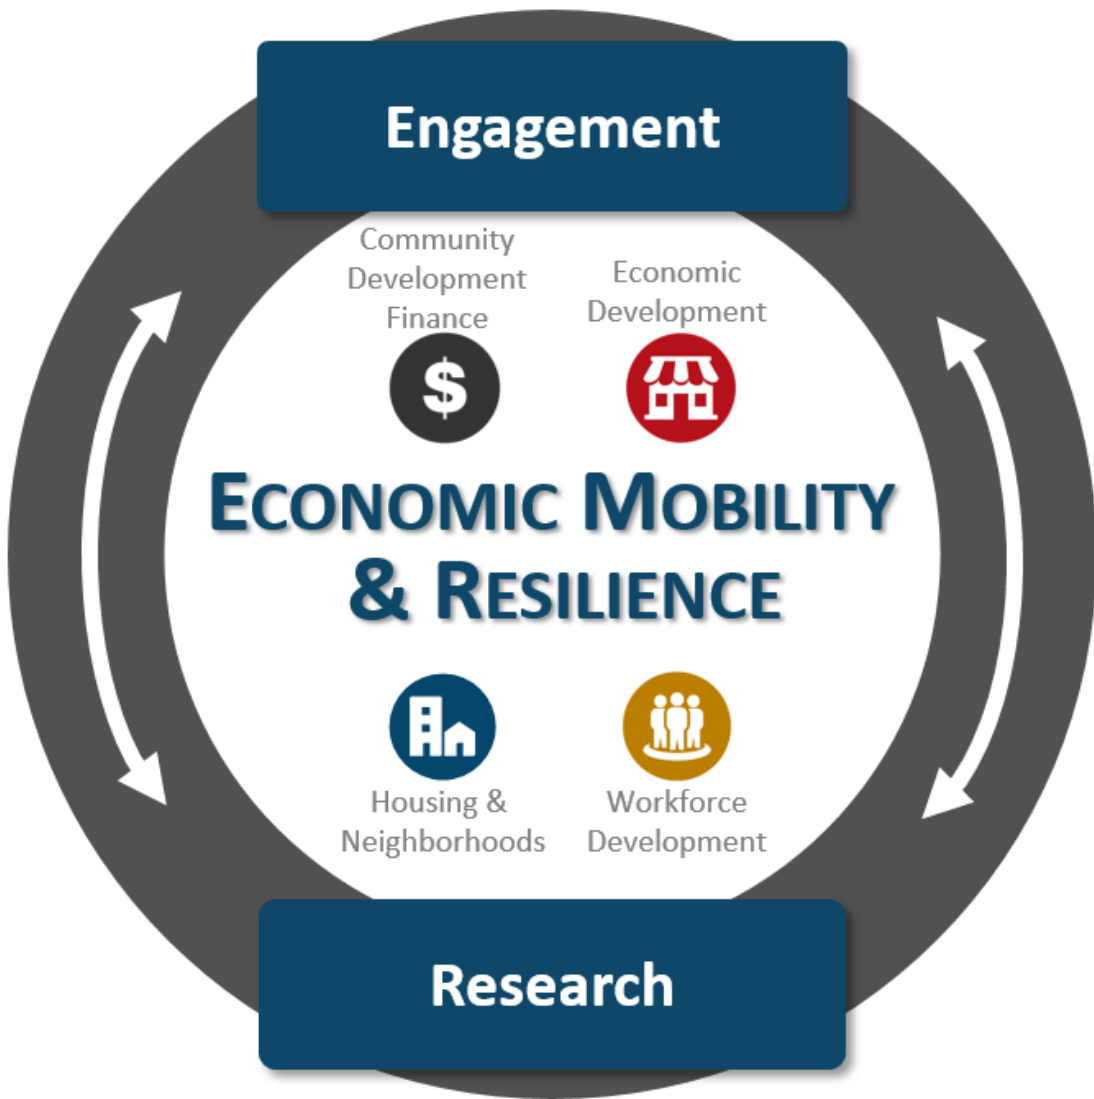 Engagement
Community
Development
Finance
Economic
Development
$
ECONOMIC MOBILITY
& RESILIENCE
Housing &
Neighborhoods
Workforce
Development
Research